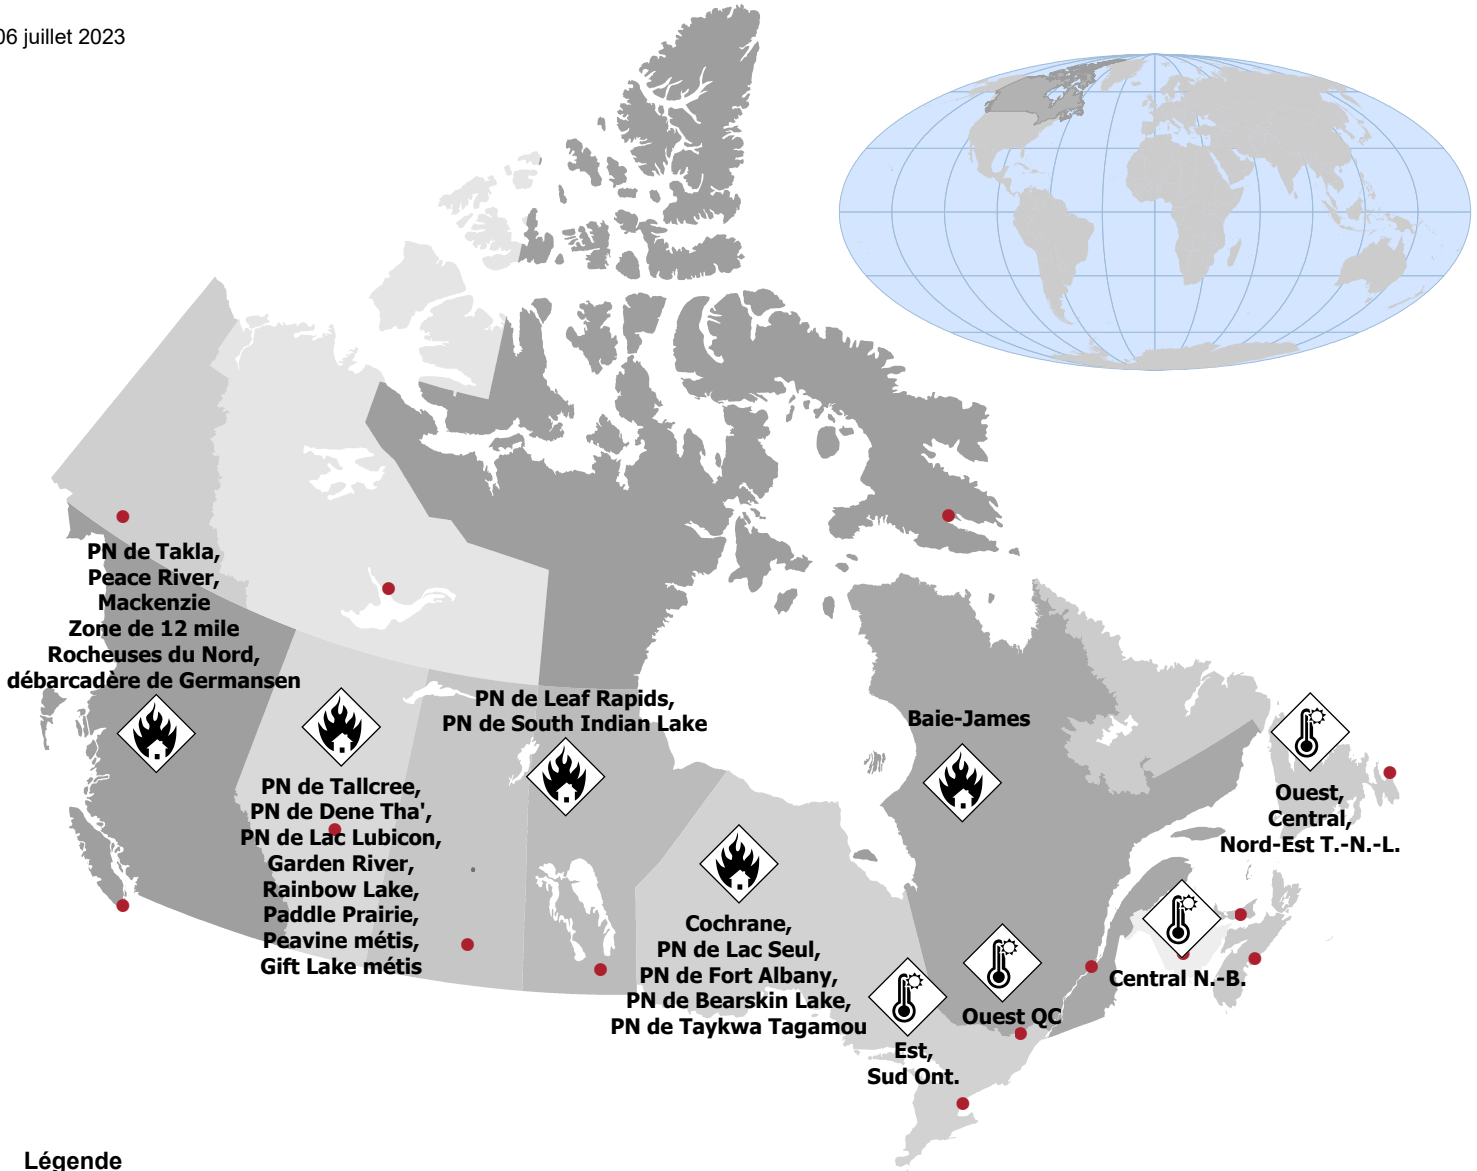 06 juillet 2023
PN de Takla,
Peace River,
Mackenzie
Zone de 12 mile
Rocheuses du Nord,
débarcadère de Germansen
PN de Leaf Rapids,
PN de South Indian Lake
Baie-James
PN de Tallcree,
PN de Dene Tha',
PN de Lac Lubicon,
Garden River,
Rainbow Lake,
Paddle Prairie,
Peavine métis,
Gift Lake métis
Ouest,
Central,
Nord-Est T.-N.-L.
Cochrane,
PN de Lac Seul,
PN de Fort Albany,
PN de Bearskin Lake,
PN de Taykwa Tagamou
Central N.-B.
Ouest QC
Est,
Sud Ont.
Légende